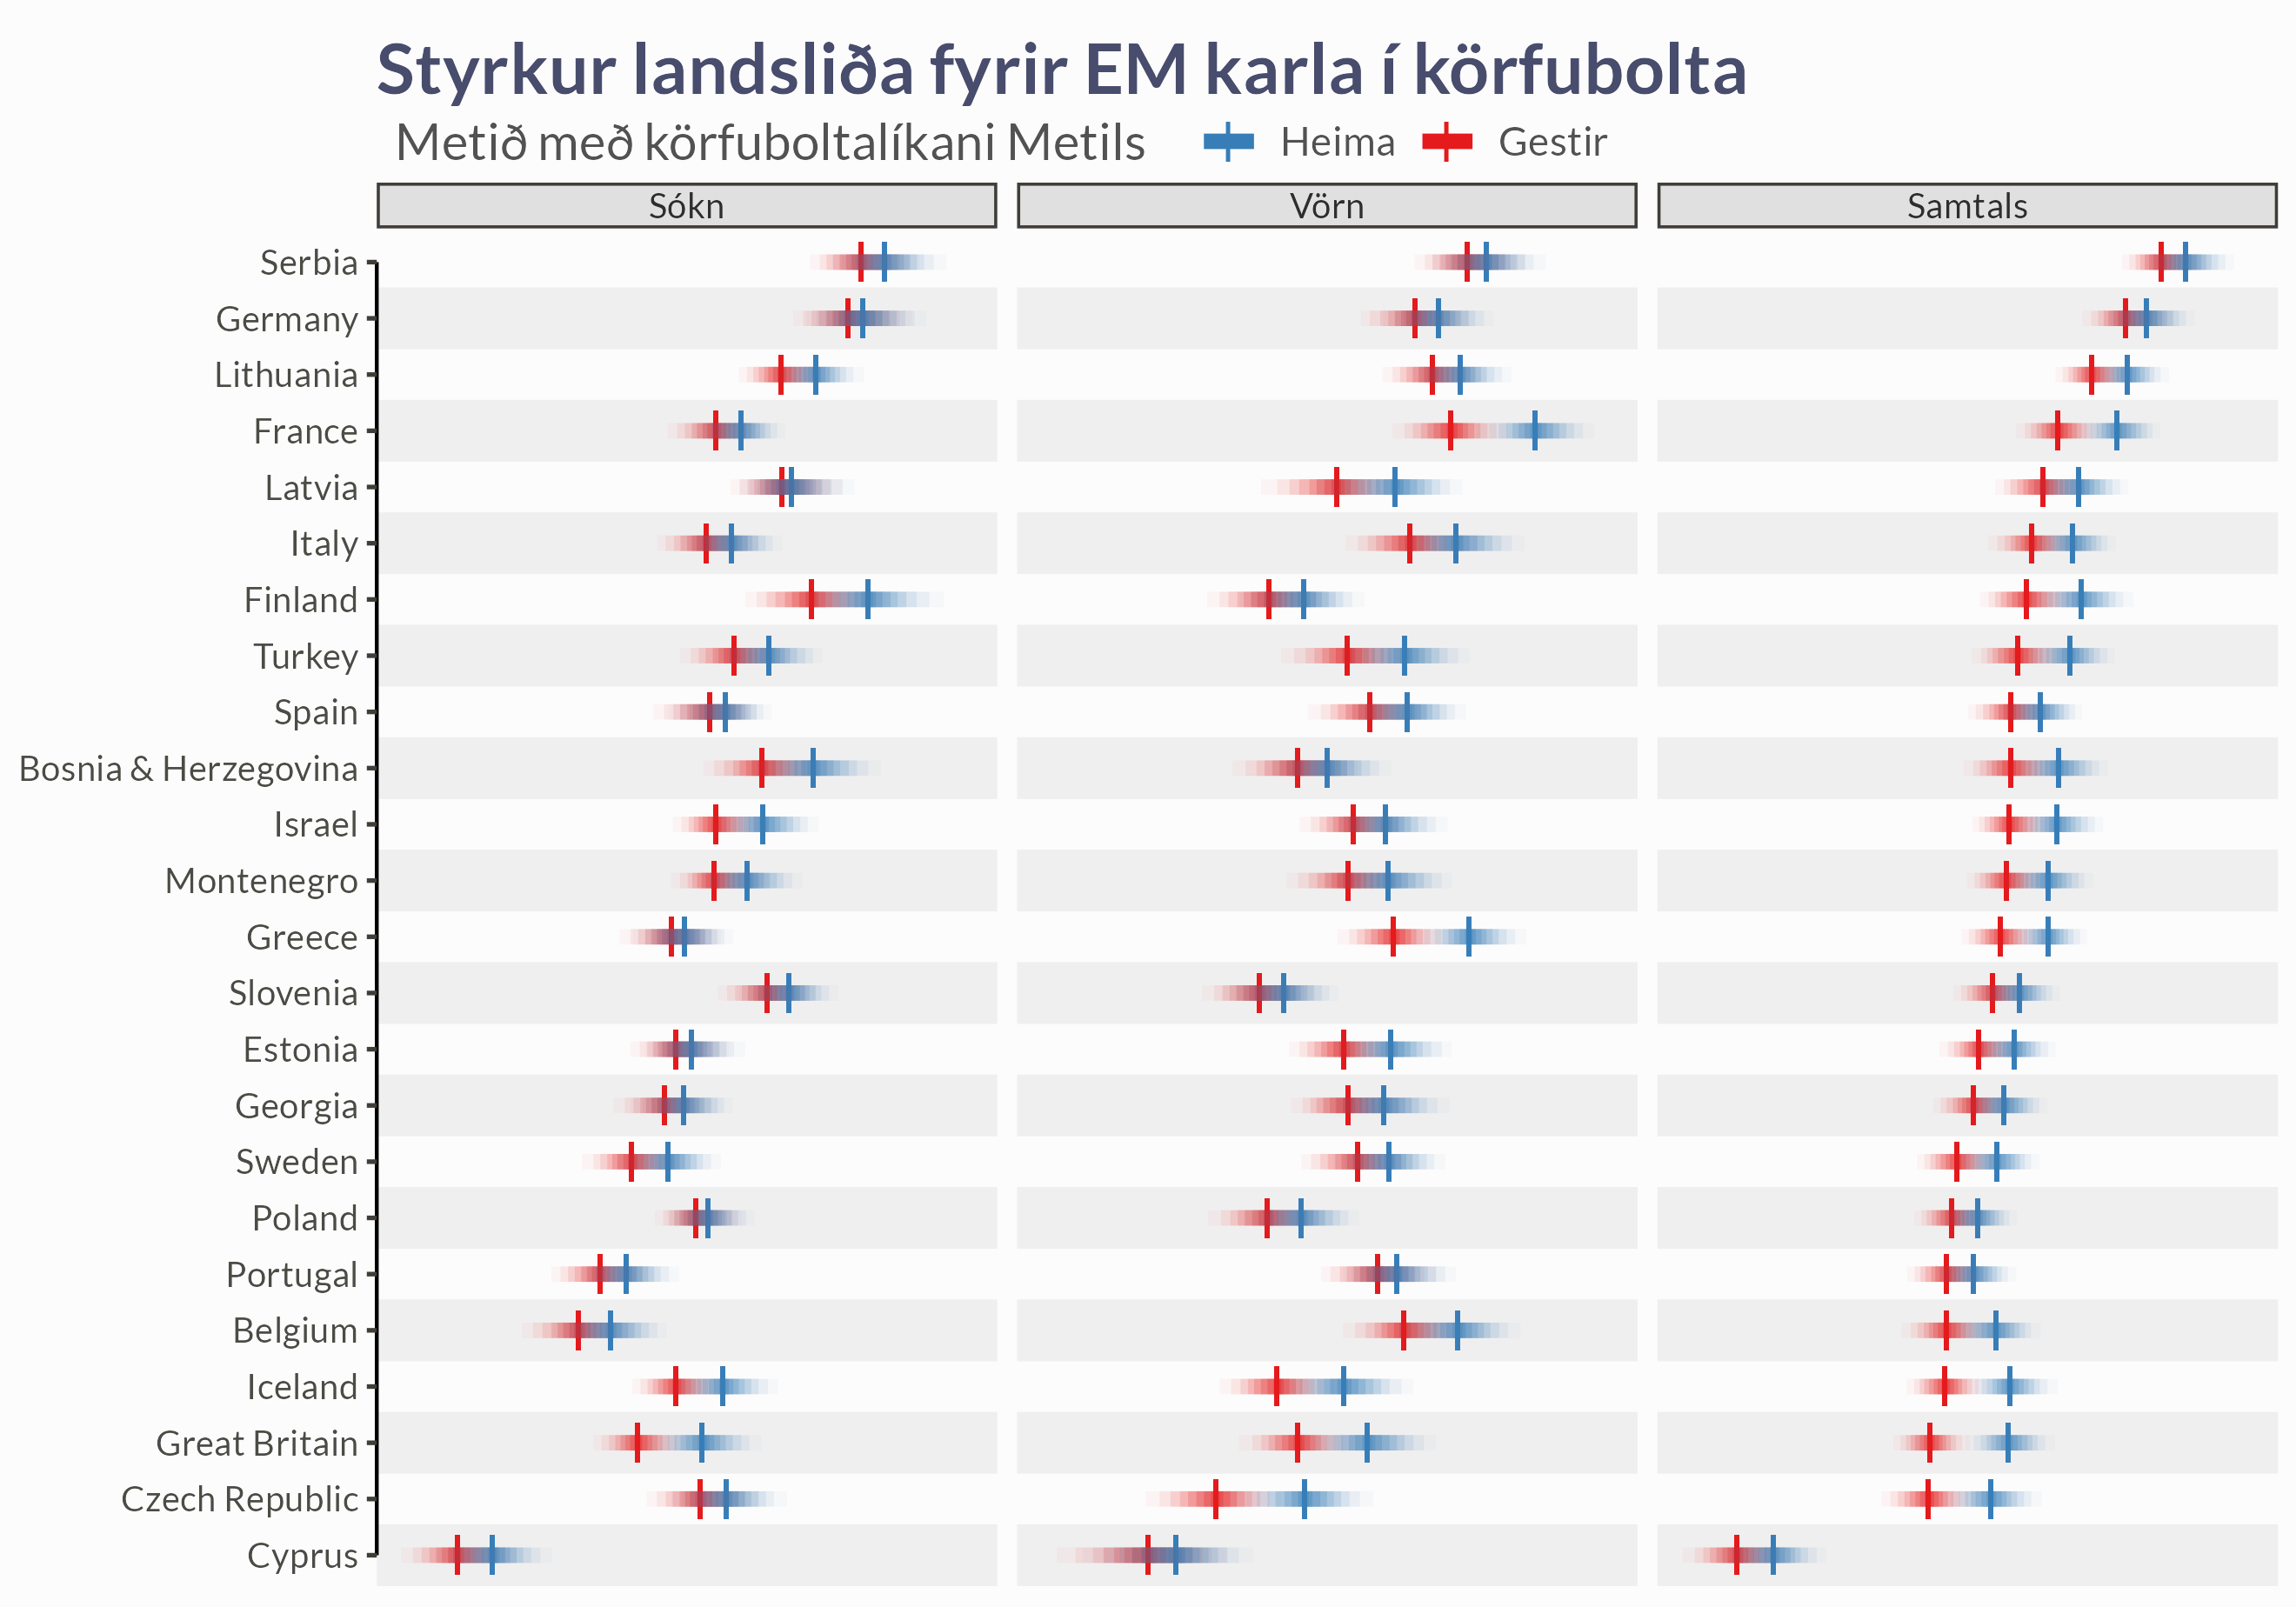 Styrkur landsliða fyrir EM karla í körfubolta
Metið með körfuboltalíkani Metils Heima Gestir
Sókn Vörn Samtals
Serbia
Germany
Lithuania
France
Latvia
Italy
Finland
Turkey
Spain
Bosnia & Herzegovina
Israel
Montenegro
Greece
Slovenia
Estonia
Georgia
Sweden
Poland
Portugal
Belgium
Iceland
Great Britain
Czech Republic
Cyprus